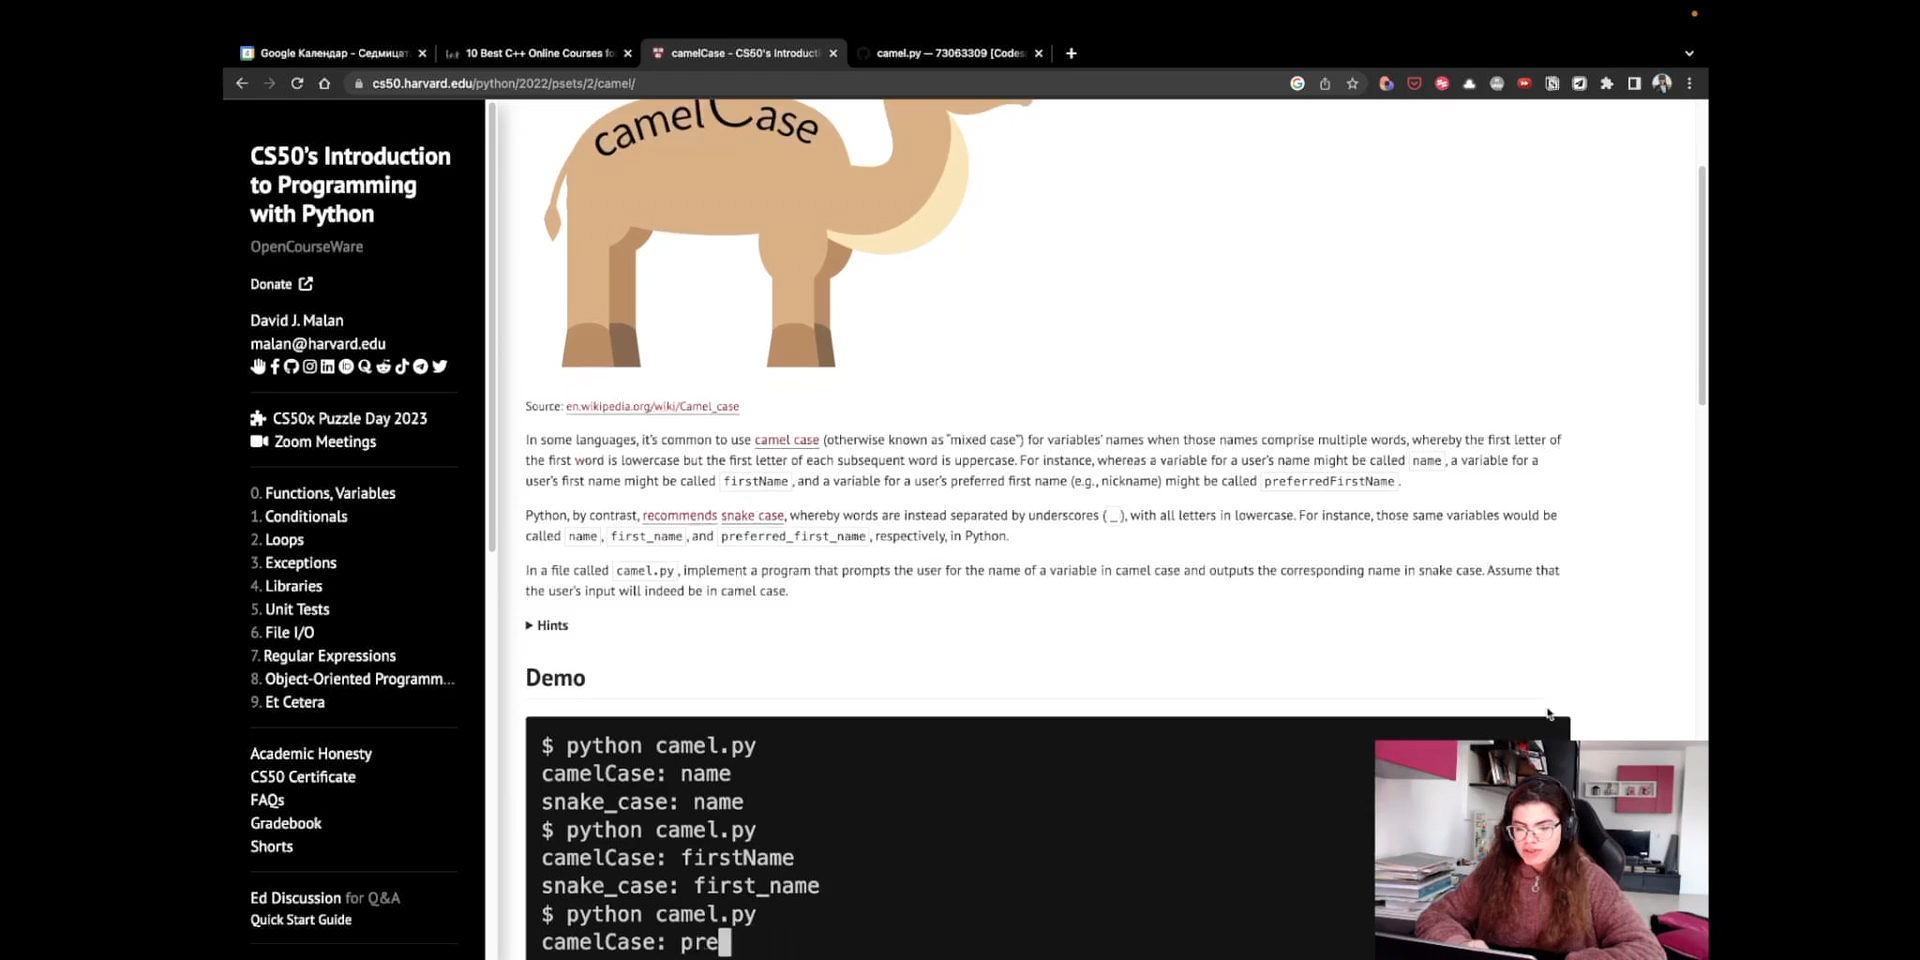 Google Календар - Седмицат
10 Best C++ Online Courses fo
camelCase - CS50's Introducti
camel.py — 73063309 [Codes
cs50.harvard.edu/python/2022/psets/2/camel/
camelCase
CS50's Introduction
to Programming
with Python
OpenCourseWare
Donate
David J. Malan
malan@harvard.edu
CS50x Puzzle Day 2023
Zoom Meetings
0. Functions, Variables
1. Conditionals
2. Loops
3. Exceptions
4. Libraries
5. Unit Tests
6. File I/O
7. Regular Expressions
8. Object-Oriented Programm...
9. Et Cetera
Academic Honesty
CS50 Certificate
FAQs
Gradebook
Shorts
Ed Discussion for Q&A
Quick Start Guide
Source: en.wikipedia.org/wiki/Camel_case
In some languages, it's common to use camel case (otherwise known as "mixed case") for variables' names when those names comprise multiple words, whereby the first letter of
the first word is lowercase but the first letter of each subsequent word is uppercase. For instance, whereas a variable for a user's name might be called name, a variable for a
user's first name might be called firstName, and a variable for a user's preferred first name (e.g., nickname) might be called preferredFirstName.
Python, by contrast, recommends snake case, whereby words are instead separated by underscores (_), with all letters in lowercase. For instance, those same variables would be
called name, first_name, and preferred_first_name, respectively, in Python.
In a file called camel.py, implement a program that prompts the user for the name of a variable in camel case and outputs the corresponding name in snake case. Assume that
the user's input will indeed be in camel case.
Hints
Demo
$ python camel.py
camelCase: name
snake_case: name
$ python camel.py
camelCase: firstName
snake_case: first_name
$ python camel.py
camelCase: pre